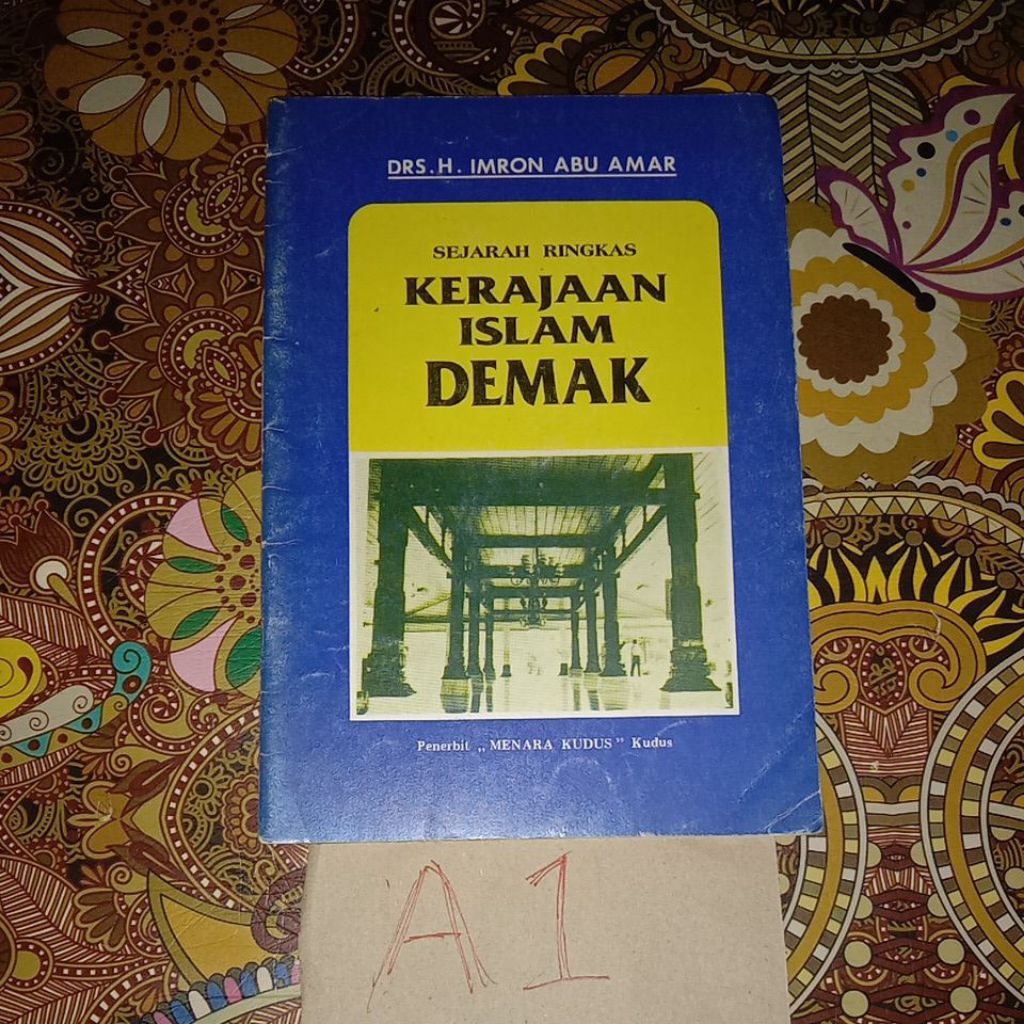 DRS. H. IMRON ABU AMAR
SEJARAH RINGKAS
KERAJAAN
ISLAM
DEMAK
Penerbit „ MENARA KUDUS ” Kudus
A1